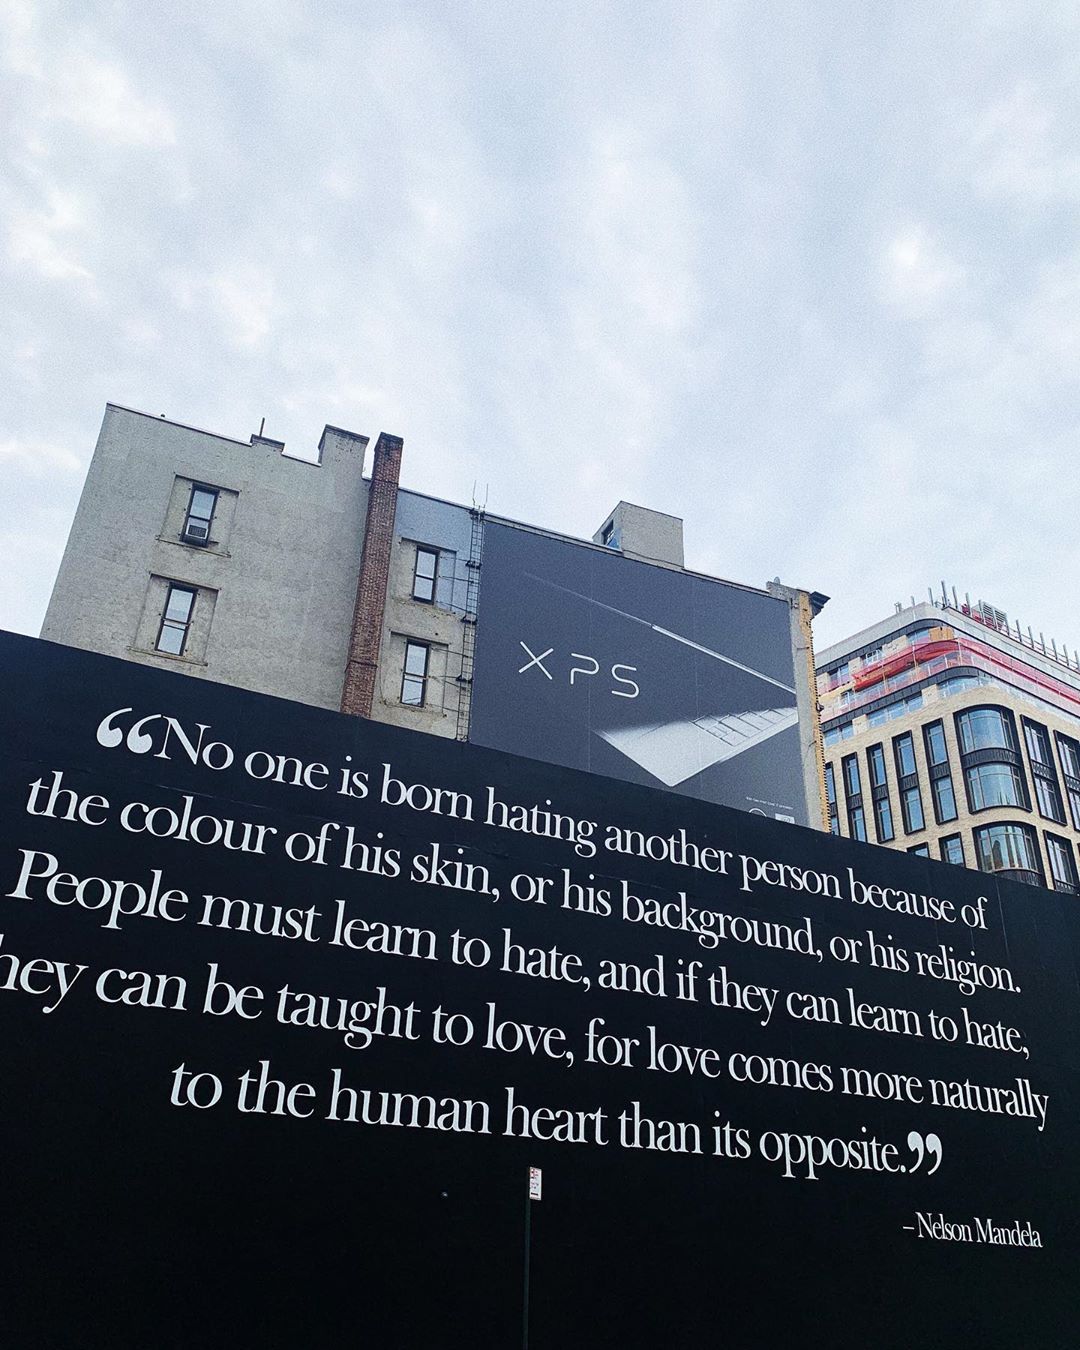 XPS
“No one is born hating another person because of
the colour of his skin, or his background, or his religion.
People must learn to hate, and if they can learn to hate,
hey can be taught to love, for love comes more naturally
to the human heart than its opposite.”
– Nelson Mandela